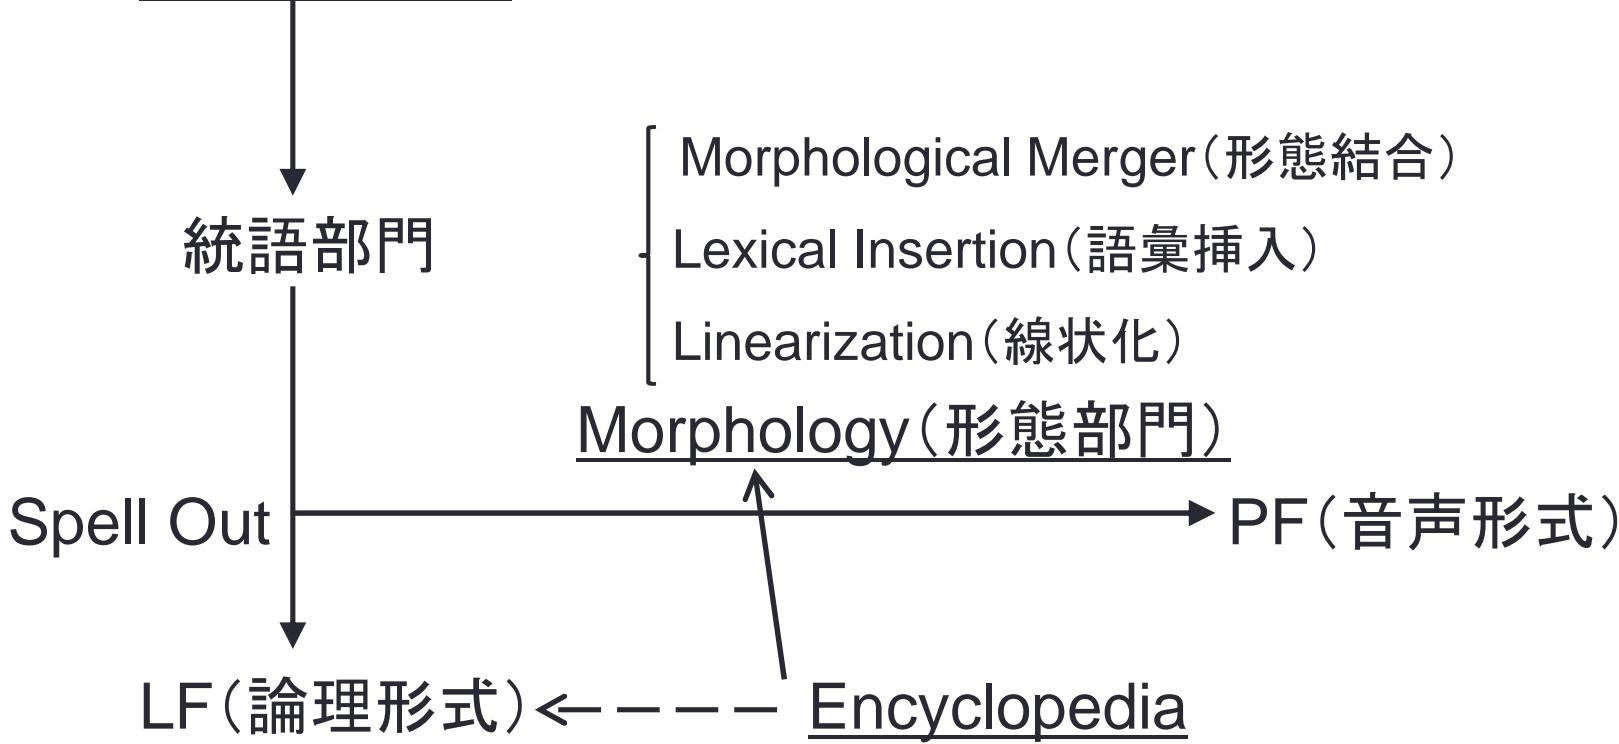 Morphological Merger（形態結合）
統語部門
Lexical Insertion（語彙挿入）
Linearization（線状化）
Morphology（形態部門）
Spell Out
PF（音声形式）
LF（論理形式）
Encyclopedia